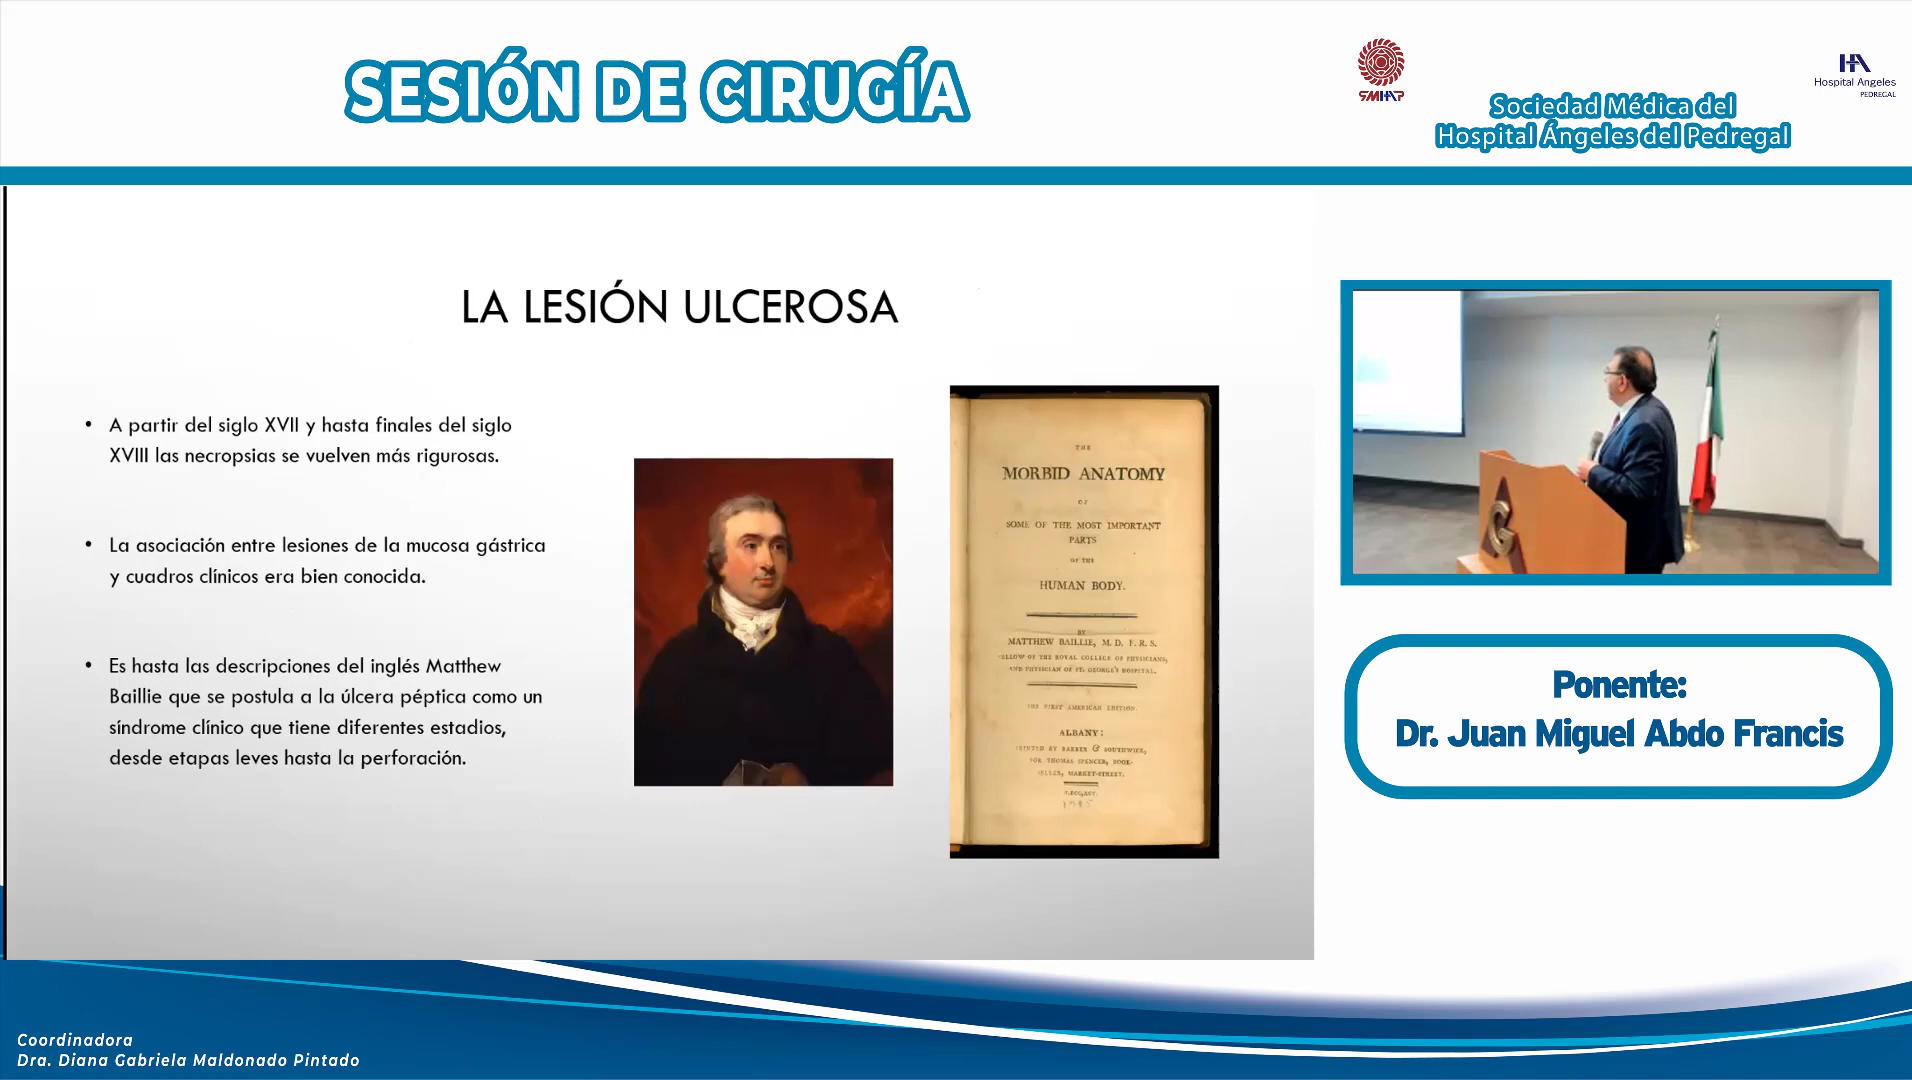 SESIÓN DE CIRUGÍA
SMHAP
Sociedad Médica del
Hospital Ángeles del Pedregal
HA
Hospital Angeles
PEDREGAL
LA LESIÓN ULCEROSA
• A partir del siglo XVII y hasta finales del siglo
XVIII las necropsias se vuelven más rigurosas.
• La asociación entre lesiones de la mucosa gástrica
y cuadros clínicos era bien conocida.
• Es hasta las descripciones del inglés Matthew
Baillie que se postula a la úlcera péptica como un
síndrome clínico que tiene diferentes estadios,
desde etapas leves hasta la perforación.
THE
MORBID ANATOMY
OF
SOME OF THE MOST IMPORTANT
PARTS
OF THE
HUMAN BODY.
BY
MATTHEW BAILLIE, M. D. F. R. S.
FELLOW OF THE ROYAL COLLEGE OF PHYSICIANS,
AND PHYSICIAN OF ST. GEORGE'S HOSPITAL.
THE FIRST AMERICAN EDITION.
ALBANY:
PRINTED BY BARBER & SOUTHWICK,
FOR THOMAS SPENCER, BOOK-
SELLER, MARKET-STREET.
1795
G
Ponente:
Dr. Juan Miguel Abdo Francis
Coordinadora
Dra. Diana Gabriela Maldonado Pintado